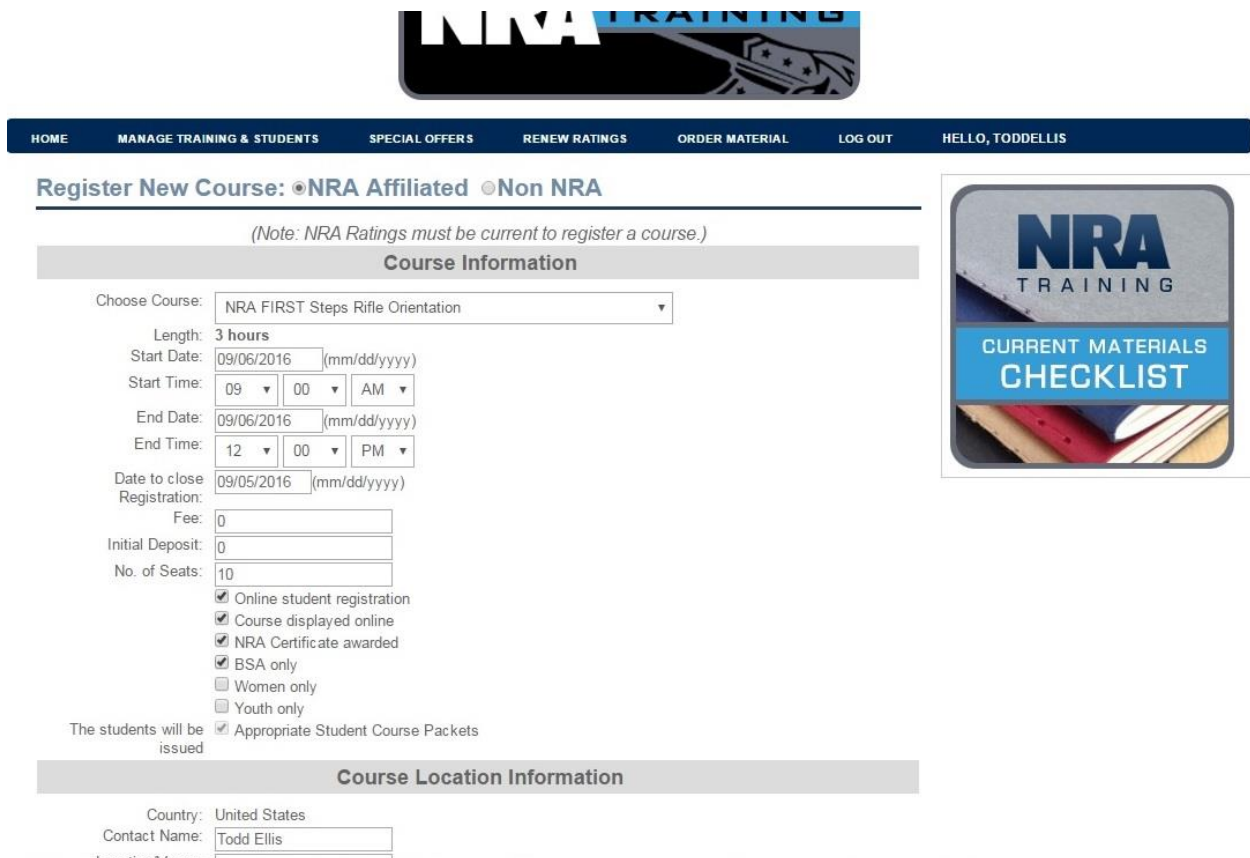 NRA TRAINING
HOME MANAGE TRAINING & STUDENTS SPECIAL OFFERS RENEW RATINGS ORDER MATERIAL LOG OUT HELLO, TODDELLIS
Register New Course: NRA Affiliated Non NRA
(Note: NRA Ratings must be current to register a course.)
Course Information
Choose Course: NRA FIRST Steps Rifle Orientation
Length: 3 hours
Start Date: 09/06/2016 (mm/dd/yyyy)
Start Time: 09 00 AM
End Date: 09/06/2016 (mm/dd/yyyy)
End Time: 12 00 PM
Date to close
Registration: 09/05/2016 (mm/dd/yyyy)
Fee: 0
Initial Deposit: 0
No. of Seats: 10
Online student registration
Course displayed online
NRA Certificate awarded
BSA only
Women only
Youth only
The students will be
issued Appropriate Student Course Packets
Course Location Information
Country: United States
Contact Name: Todd Ellis
NRA
TRAINING
CURRENT MATERIALS
CHECKLIST